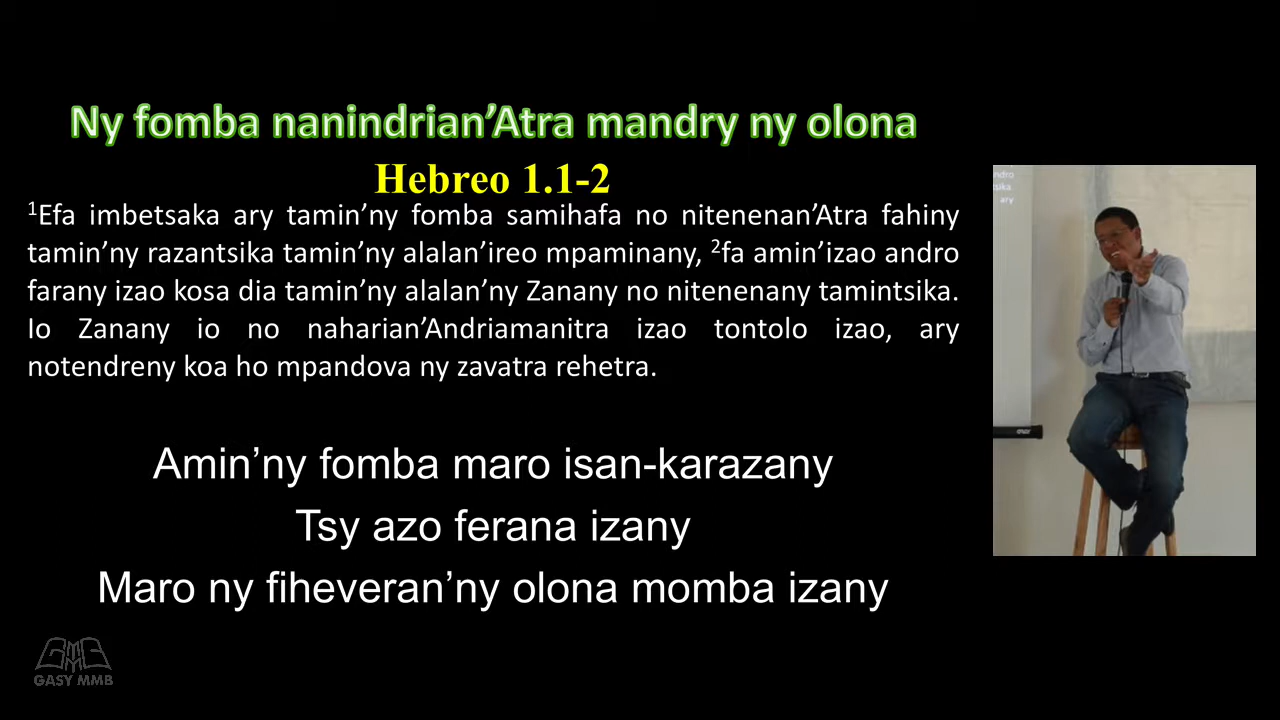 Ny fomba nanindrian’Atra mandry ny olona
Hebreo 1.1-2
¹Efa imbetsaka ary tamin’ny fomba samihafa no nitenenan’Atra fahiny
tamin’ny razantsika tamin’ny alalan’ireo mpaminany, ²fa amin’izao andro
farany izao kosa dia tamin’ny alalan’ny Zanany no nitenenany tamintsika.
Io Zanany io no naharian’Andriamanitra izao tontolo izao, ary
notendreny koa ho mpandova ny zavatra rehetra.
Amin’ny fomba maro isan-karazany
Tsy azo ferana izany
Maro ny fiheveran’ny olona momba izany
GASY MMB
ndro
tsika.
ary